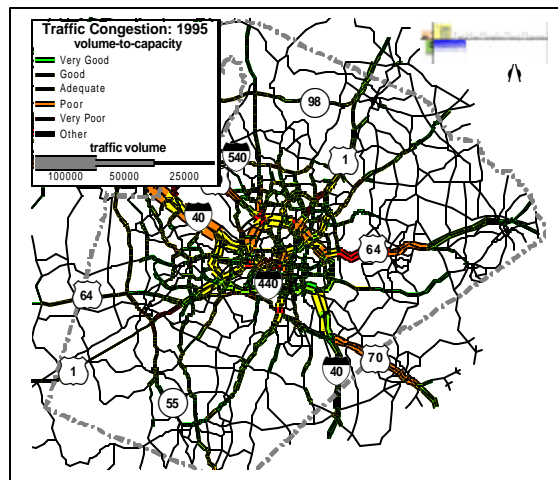 Traffic Congestion: 1995
volume-to-capacity
Very Good
Good
Adequate
Poor
Very Poor
Other
traffic volume
100000 50000 25000
98
540
1
40
64
440
64
70
40
1
55